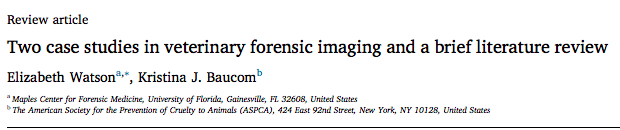 Review article
Two case studies in veterinary forensic imaging and a brief literature review
Elizabeth Watsona,*, Kristina J. Baucomb
a Maples Center for Forensic Medicine, University of Florida, Gainesville, FL 32608, United States
b The American Society for the Prevention of Cruelty to Animals (ASPCA), 424 East 92nd Street, New York, NY 10128, United States